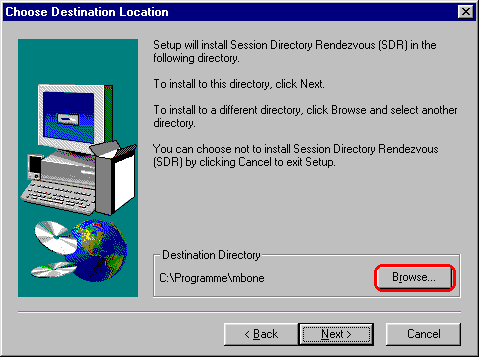 Choose Destination Location
Setup will install Session Directory Rendezvous (SDR) in the
following directory.
To install to this directory, click Next.
To install to a different directory, click Browse and select another
directory.
You can choose not to install Session Directory Rendezvous
(SDR) by clicking Cancel to exit Setup.
Destination Directory
C:\Programme\mbone
Browse...
< Back
Next >
Cancel